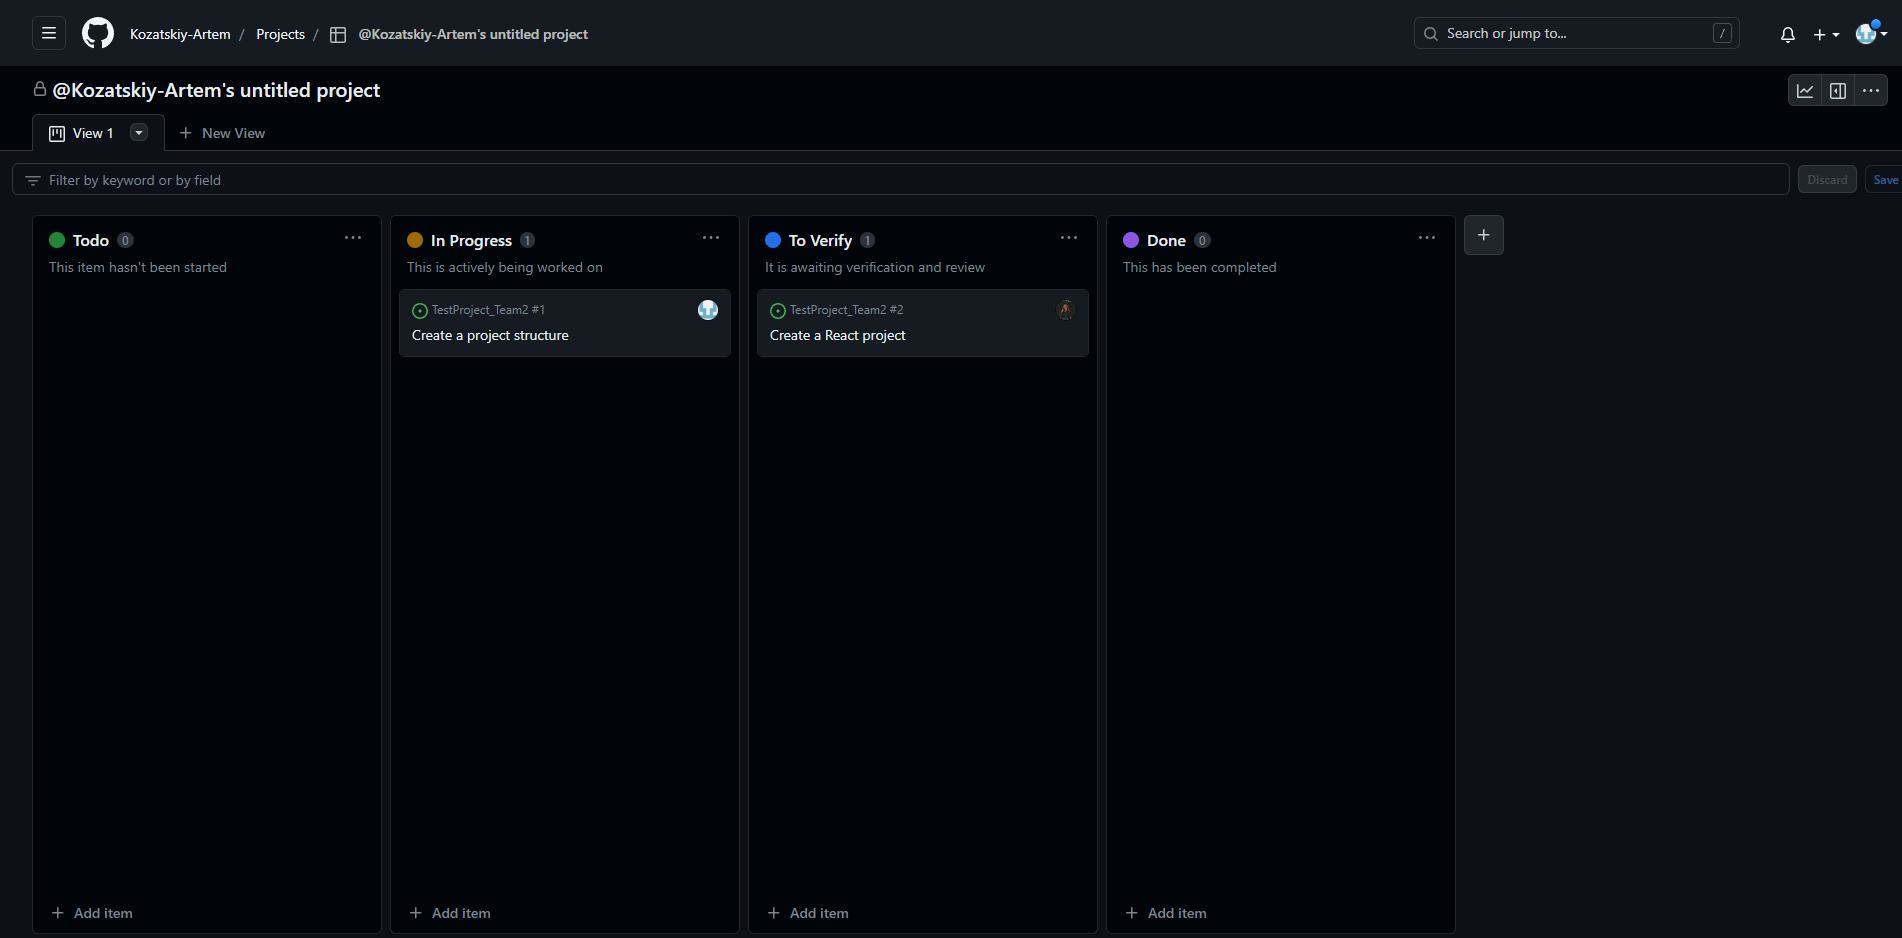 Kozatskiy-Artem / Projects / @Kozatskiy-Artem's untitled project
Search or jump to... /
@Kozatskiy-Artem's untitled project
View 1
New View
Filter by keyword or by field
Discard
Save
Todo 0
This item hasn't been started
Add item
In Progress 1
This is actively being worked on
TestProject_Team2 #1
Create a project structure
Add item
To Verify 1
It is awaiting verification and review
TestProject_Team2 #2
Create a React project
Add item
Done 0
This has been completed
Add item